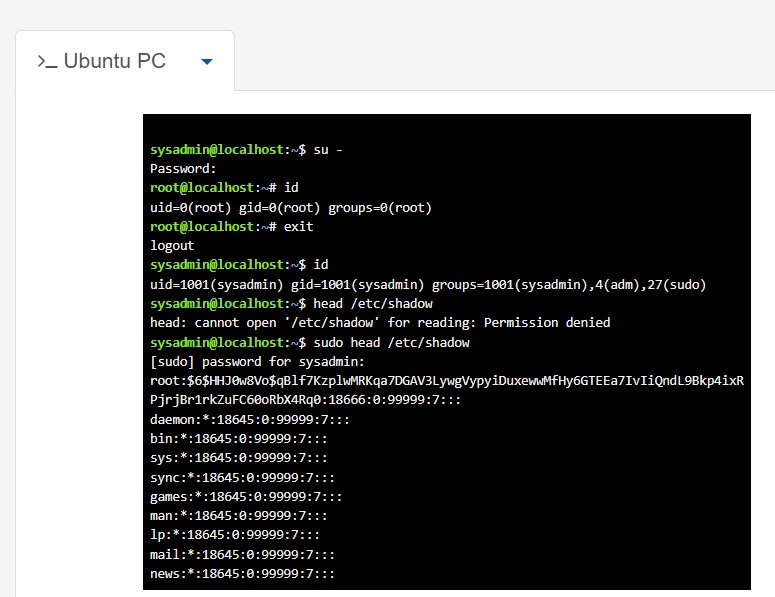 >_ Ubuntu PC
sysadmin@localhost:~$ su -
Password:
root@localhost:~# id
uid=0(root) gid=0(root) groups=0(root)
root@localhost:~# exit
logout
sysadmin@localhost:~$ id
uid=1001(sysadmin) gid=1001(sysadmin) groups=1001(sysadmin),4(adm),27(sudo)
sysadmin@localhost:~$ head /etc/shadow
head: cannot open '/etc/shadow' for reading: Permission denied
sysadmin@localhost:~$ sudo head /etc/shadow
[sudo] password for sysadmin:
root:$6$HHJ0w8Vo$qBlf7KzplwMRKqa7DGAV3LywgVypyiDuxewwMfHy6GTEEa7IvIiQndL9Bkp4ixR
PjrjBr1rkZuFC60oRbX4Rq0:18666:0:99999:7:::
daemon:*:18645:0:99999:7:::
bin:*:18645:0:99999:7:::
sys:*:18645:0:99999:7:::
sync:*:18645:0:99999:7:::
games:*:18645:0:99999:7:::
man:*:18645:0:99999:7:::
lp:*:18645:0:99999:7:::
mail:*:18645:0:99999:7:::
news:*:18645:0:99999:7:::